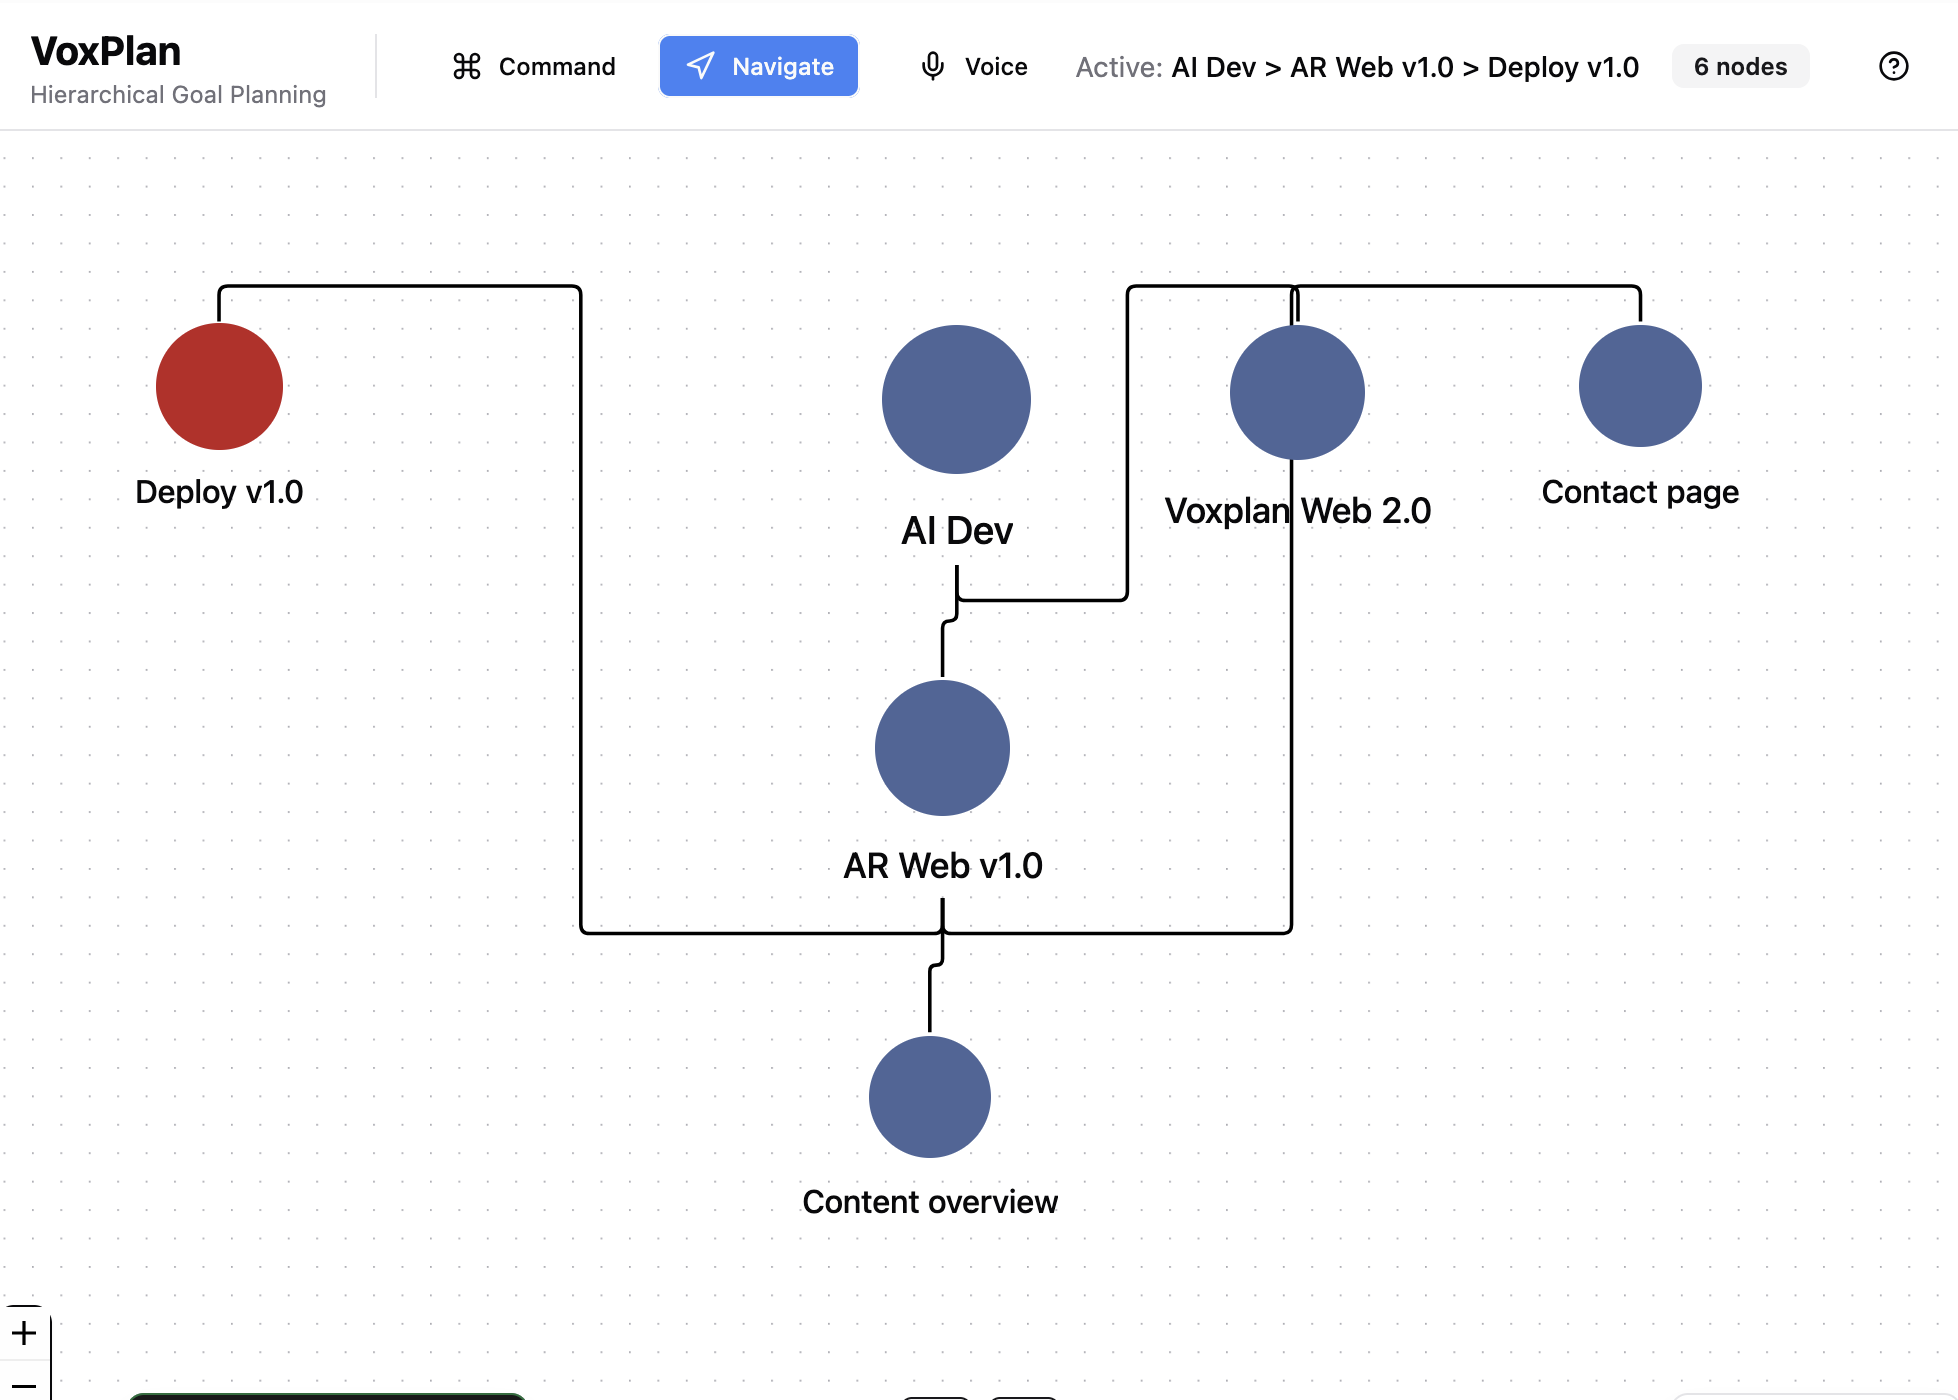 VoxPlan
Hierarchical Goal Planning
Command
Navigate
Voice
Active: AI Dev > AR Web v1.0 > Deploy v1.0
6 nodes
Deploy v1.0
AI Dev
Voxplan Web 2.0
Contact page
AR Web v1.0
Content overview